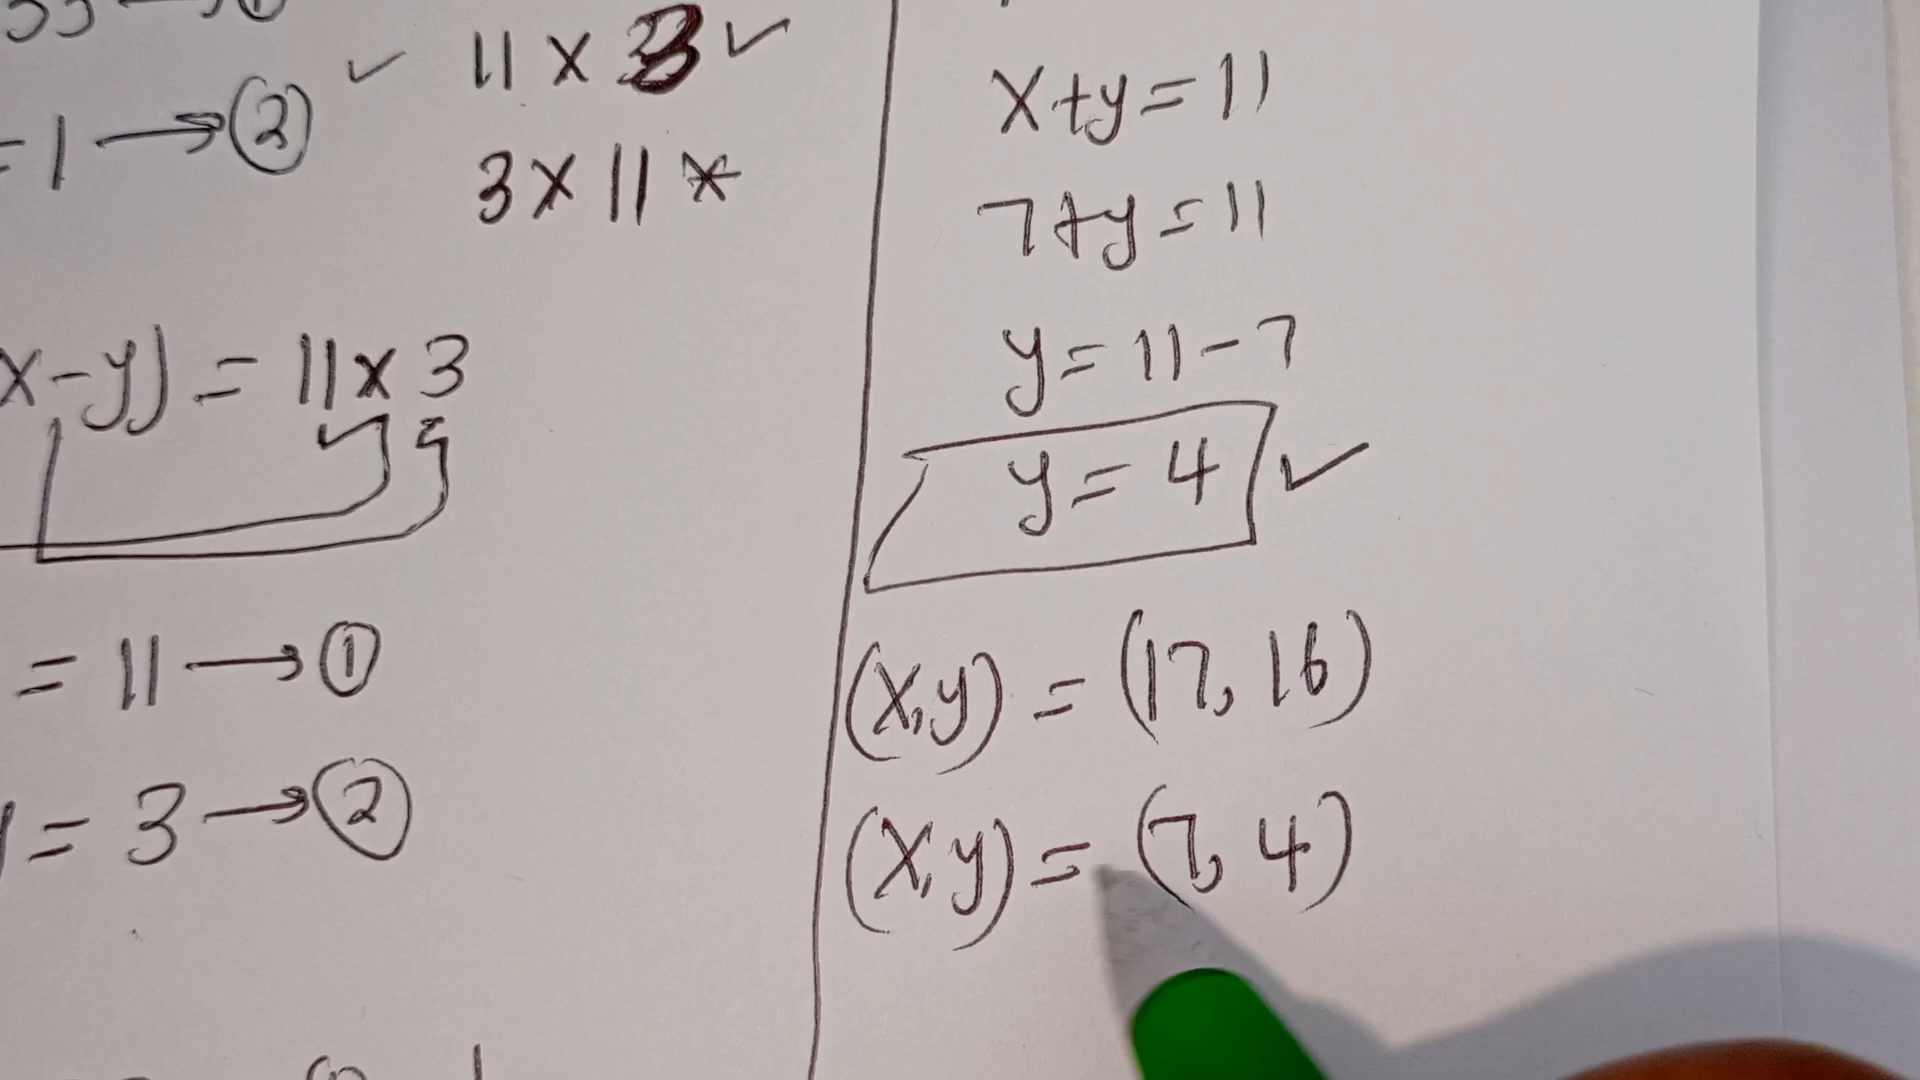 = 1 → ②
11 x 3
3 x 11 ×
x-y) = 11 x 3
= 11 → ①
= 3 → ②
x+y = 11
7+y = 11
y = 11-7
y = 4
(x,y) = (17, 16)
(x,y) = (7, 4)